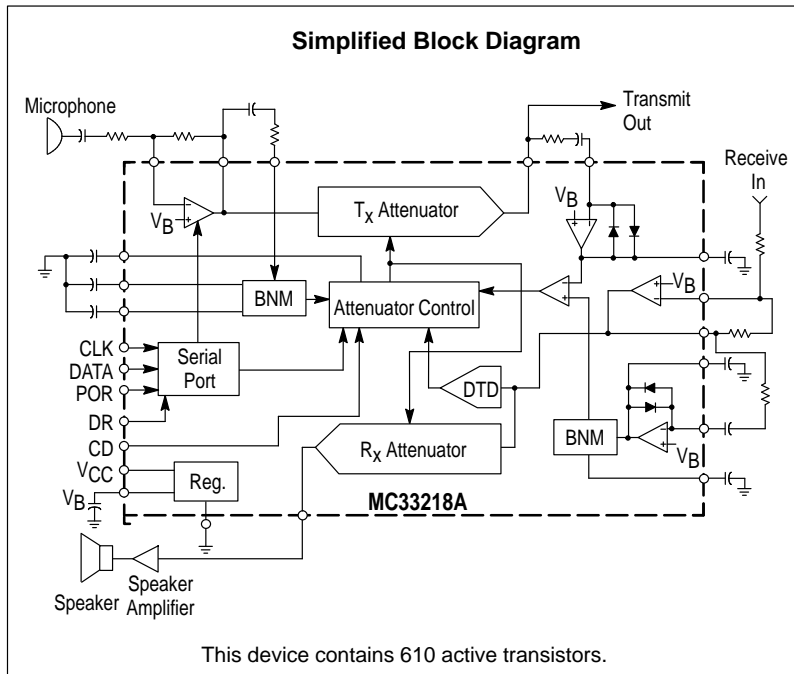 Simplified Block Diagram
Microphone
Transmit
Out
Receive
In
VB
Tx Attenuator
VB
BNM
Attenuator Control
VB
CLK
DATA
POR
DR
CD
VCC
VB
Serial
Port
DTD
Rx Attenuator
BNM
VB
Reg.
MC33218A
Speaker
Speaker
Amplifier
This device contains 610 active transistors.